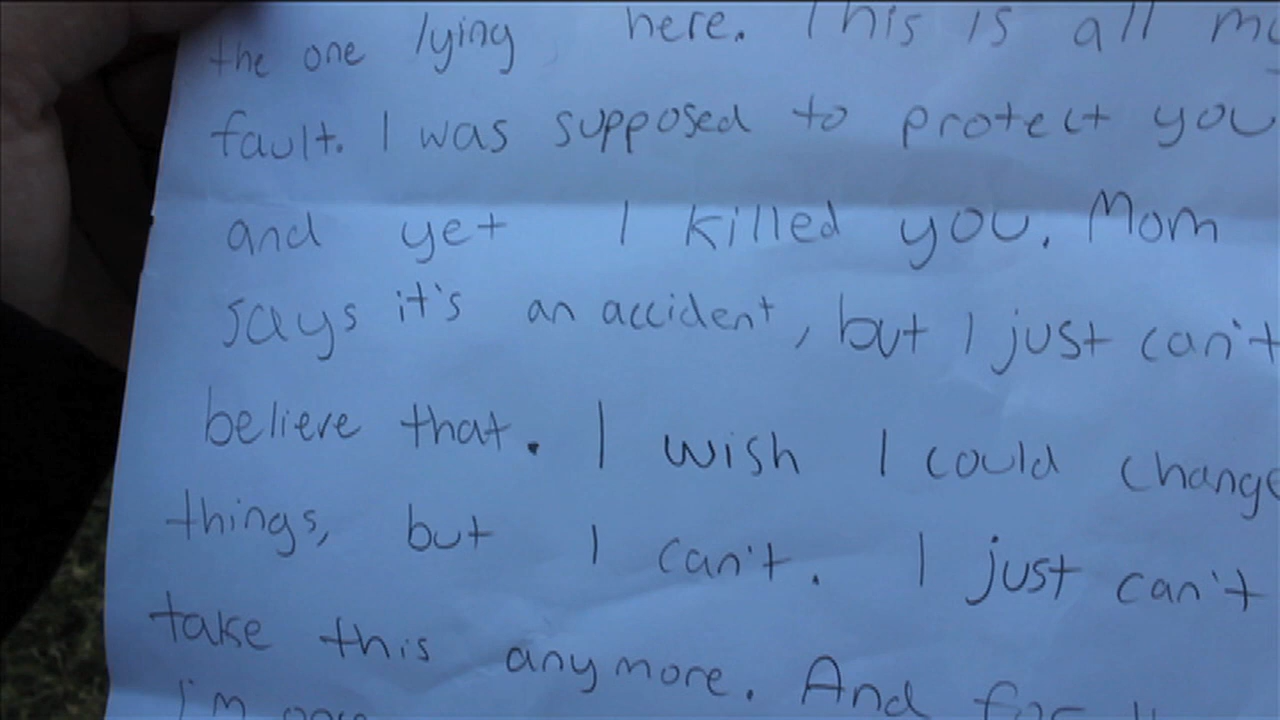 the one lying here. This is all
fault. I was supposed to protect you
and yet I killed you. Mom
says it's an accident, but I just can't
believe that. I wish I could change
things, but I can't. I just can't
take this anymore. And for
I'm